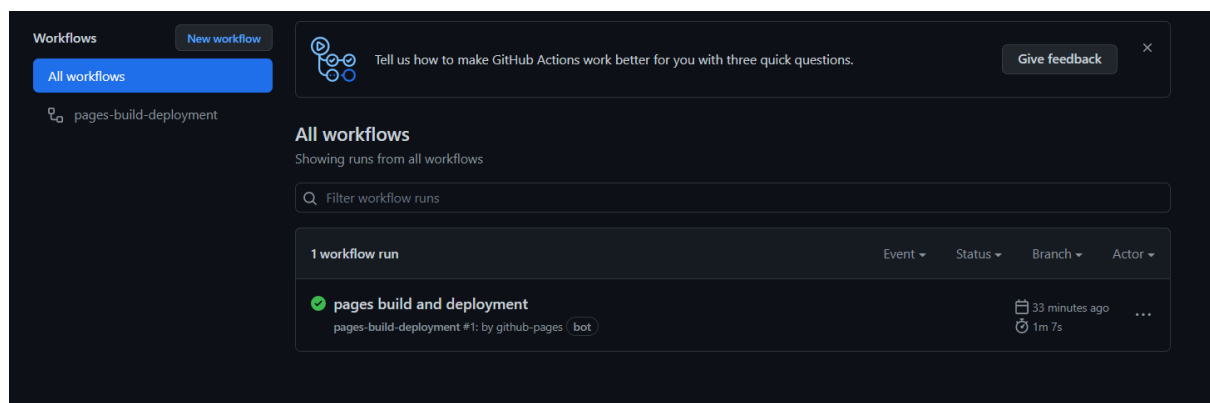 Workflows
New workflow
All workflows
pages-build-deployment
Tell us how to make GitHub Actions work better for you with three quick questions.
Give feedback
All workflows
Showing runs from all workflows
Filter workflow runs
1 workflow run
Event
Status
Branch
Actor
pages build and deployment
pages-build-deployment #1: by github-pages bot
33 minutes ago
1m 7s